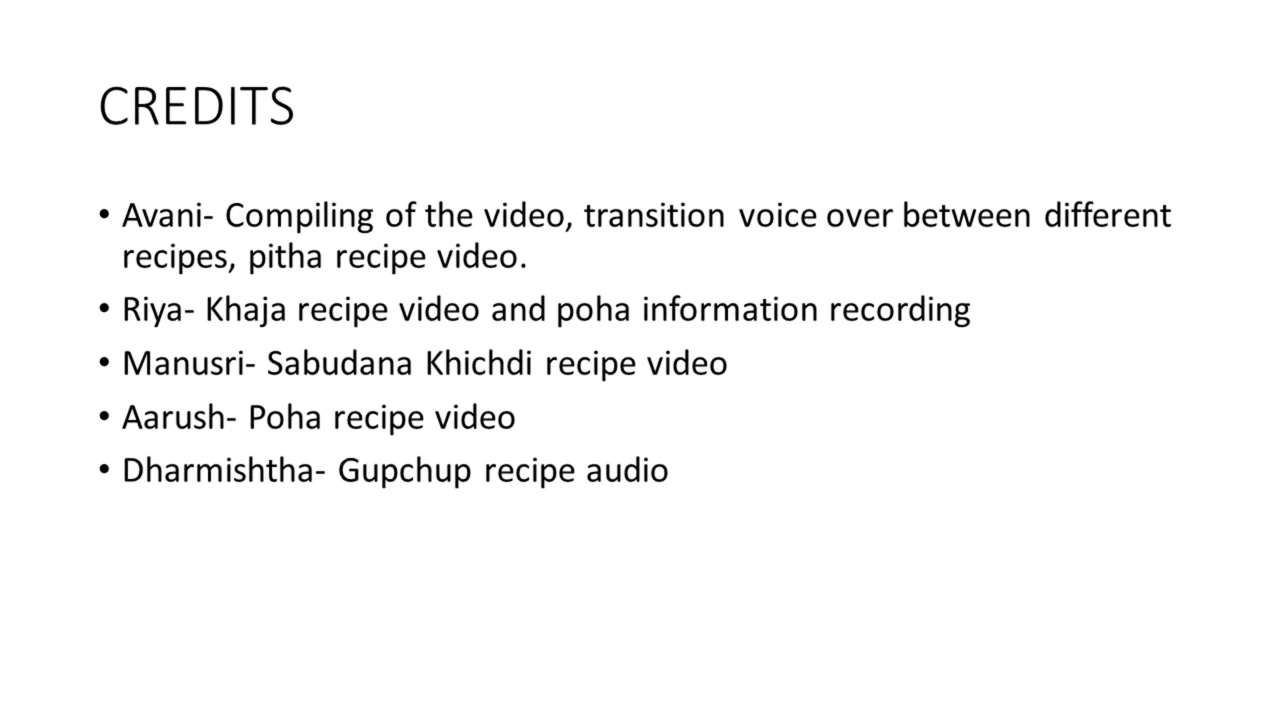 CREDITS
• Avani- Compiling of the video, transition voice over between different
recipes, pitha recipe video.
• Riya- Khaja recipe video and poha information recording
• Manusri- Sabudana Khichdi recipe video
• Aarush- Poha recipe video
• Dharmishtha- Gupchup recipe audio